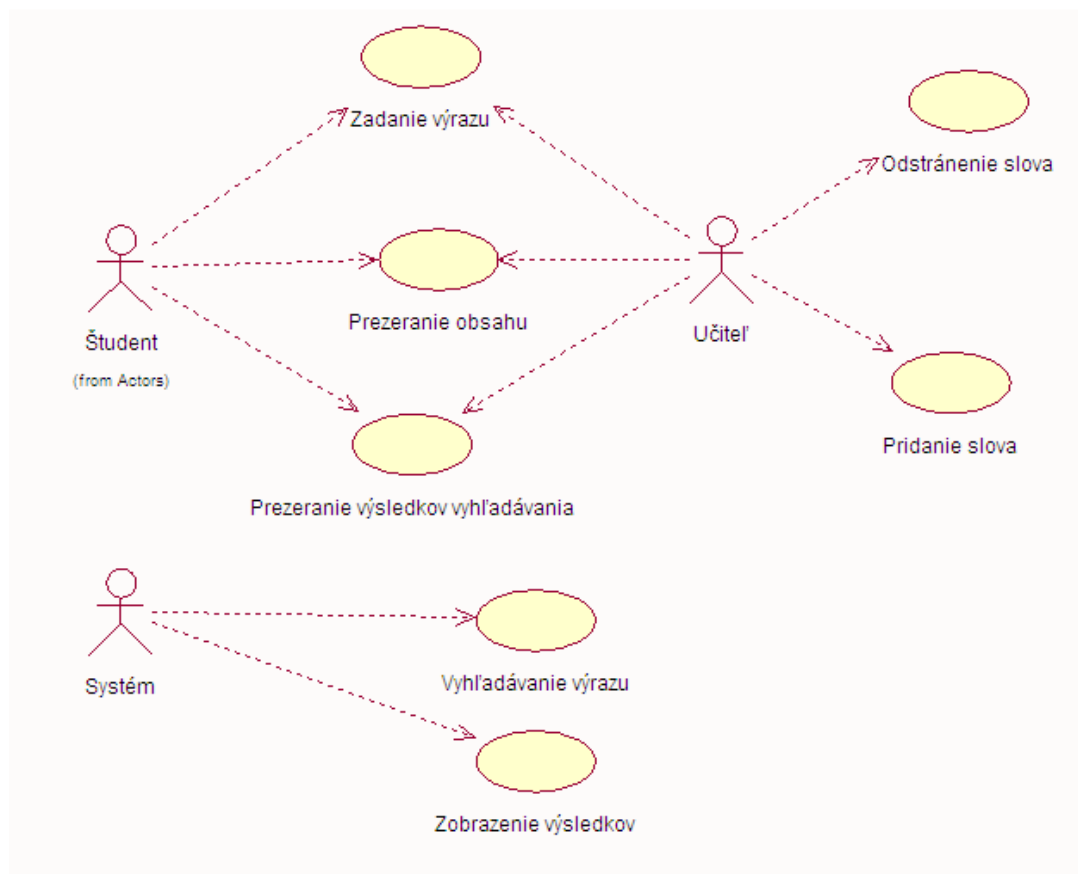 Zadanie výrazu
Odstránenie slova
Študent
(from Actors)
Prezeranie obsahu
Učiteľ
Pridanie slova
Prezeranie výsledkov vyhľadávania
Systém
Vyhľadávanie výrazu
Zobrazenie výsledkov